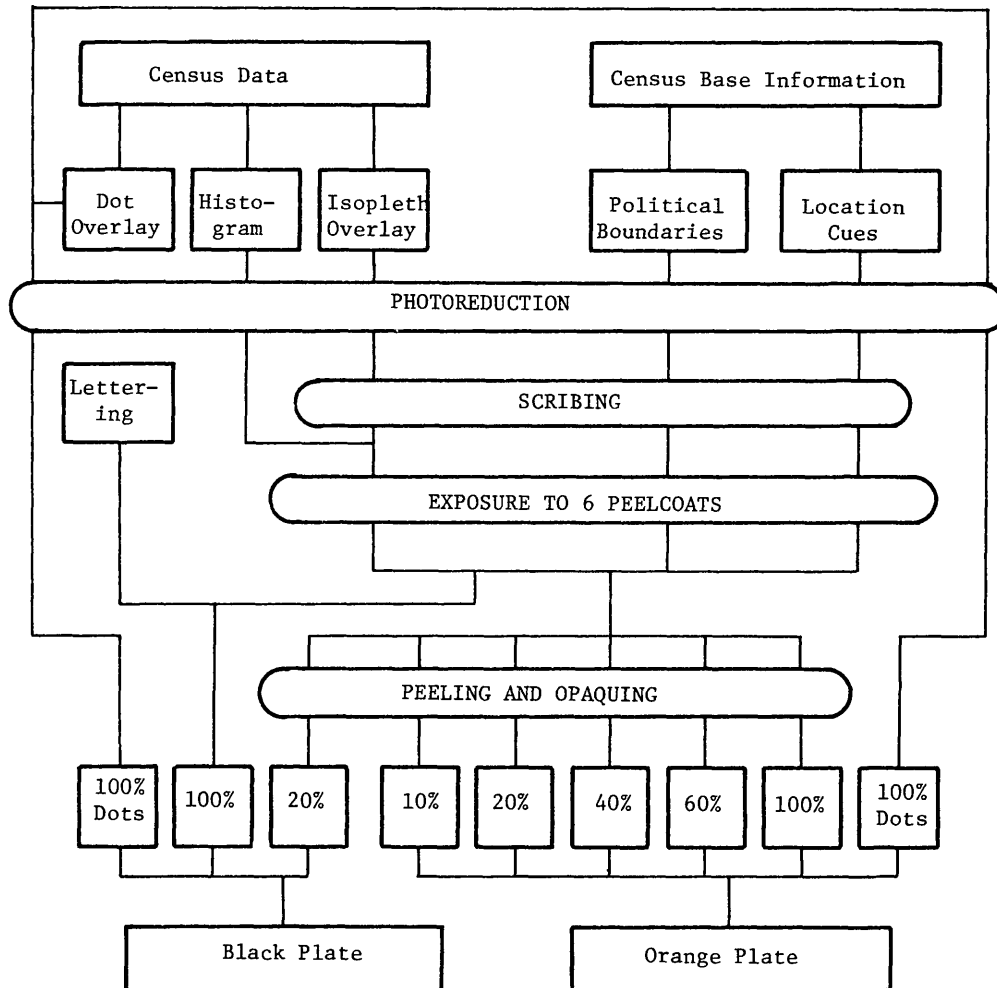 Census Data
Census Base Information
Dot
Overlay
Histo-
gram
Isopleth
Overlay
Political
Boundaries
Location
Cues
PHOTOREDUCTION
Letter-
ing
SCRIBING
EXPOSURE TO 6 PEELCOATS
PEELING AND OPAQUING
100%
Dots
100%
20%
10%
20%
40%
60%
100%
100%
Dots
Black Plate
Orange Plate